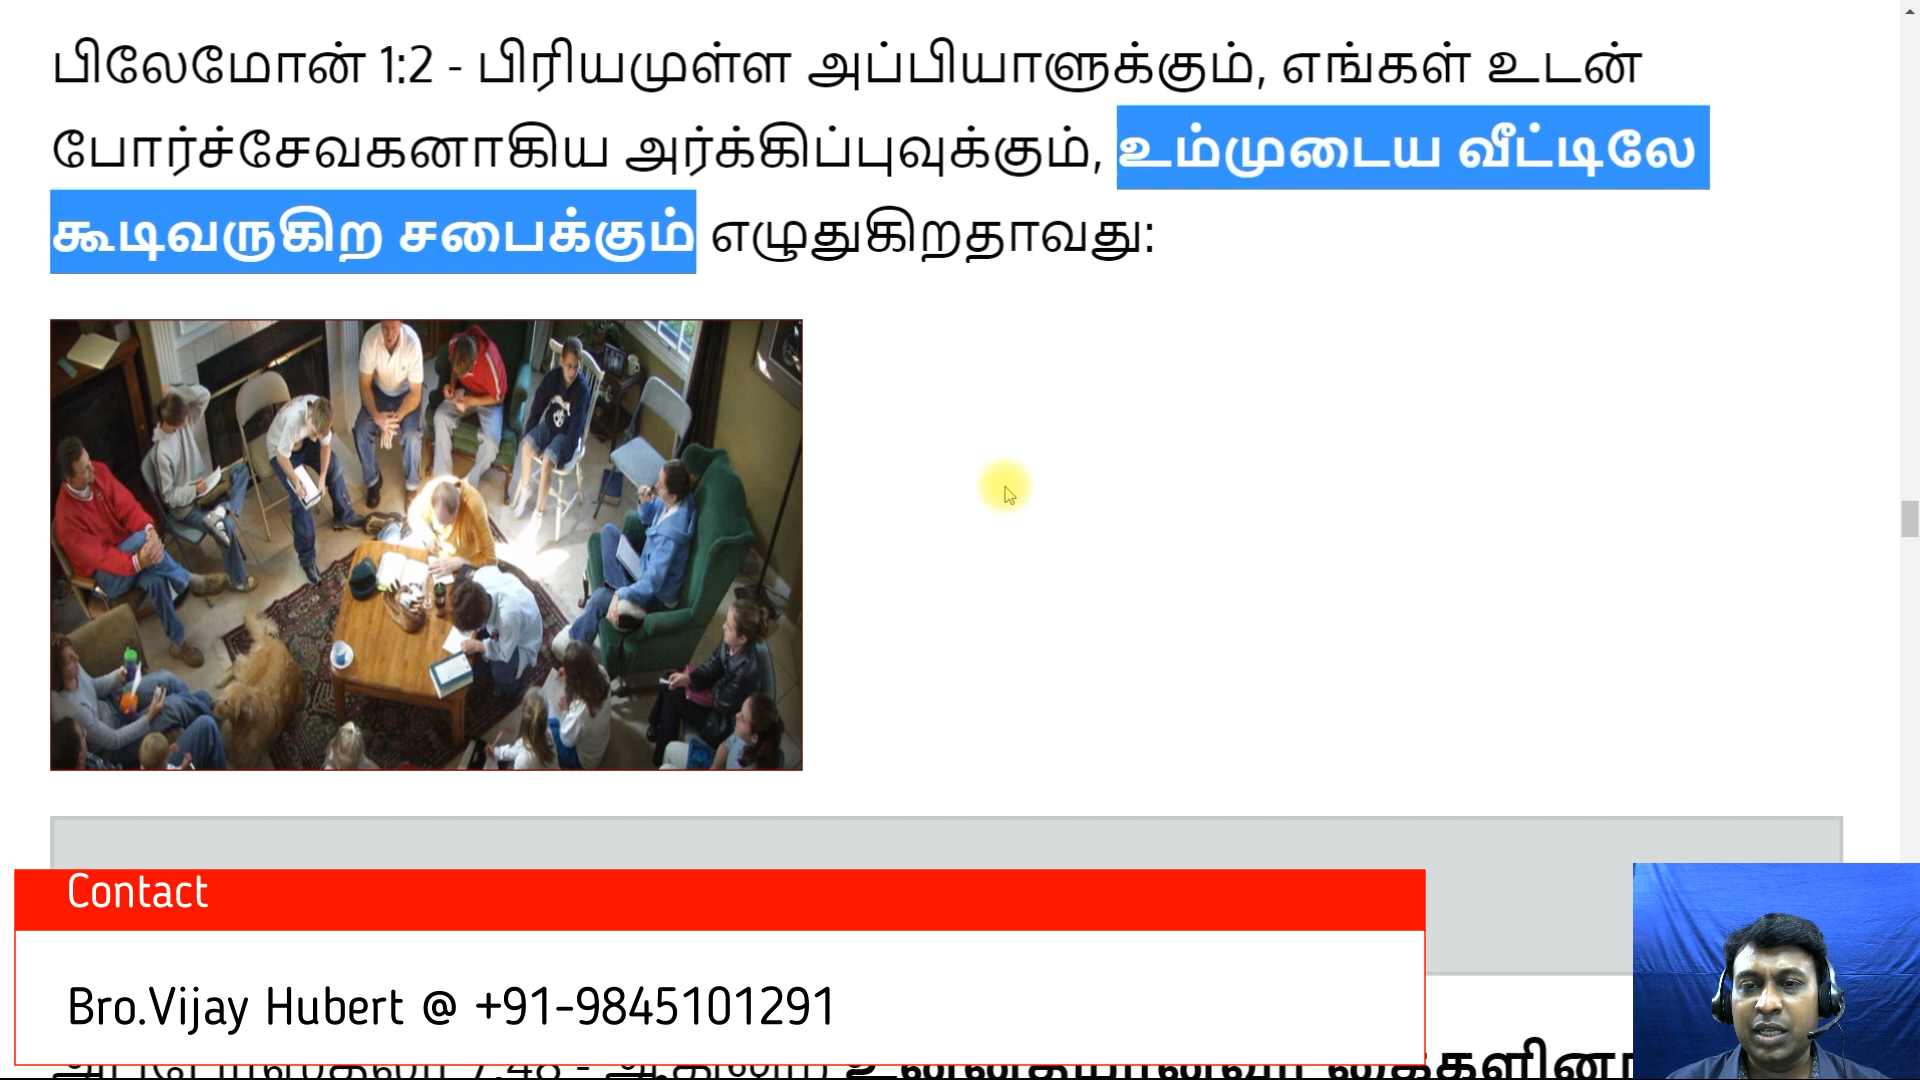 பிலேமோன் 1:2 - பிரியமுள்ள அப்பியாளுக்கும், எங்கள் உடன்
போர்ச்சேவகனாகிய அர்க்கிப்புவுக்கும், உம்முடைய வீட்டிலே
கூடிவருகிற சபைக்கும் எழுதுகிறதாவது:
Contact
Bro.Vijay Hubert @ +91-9845101291